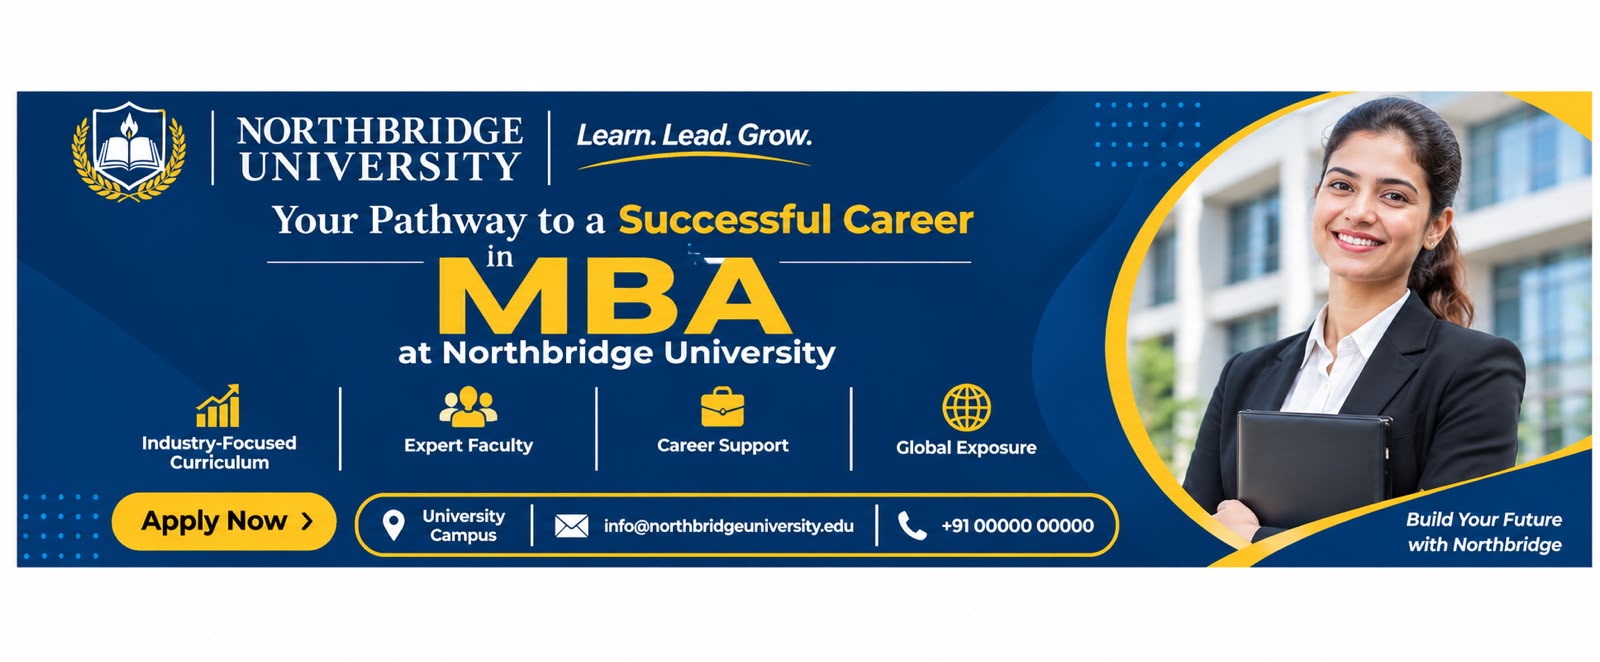 NORTHBRIDGE
UNIVERSITY
Learn. Lead. Grow.
Your Pathway to a Successful Career
in
MBA
at Northbridge University
Industry-Focused
Curriculum
Expert Faculty
Career Support
Global Exposure
Apply Now
University
Campus
info@northbridgeuniversity.edu
+91 00000 00000
Build Your Future
with Northbridge